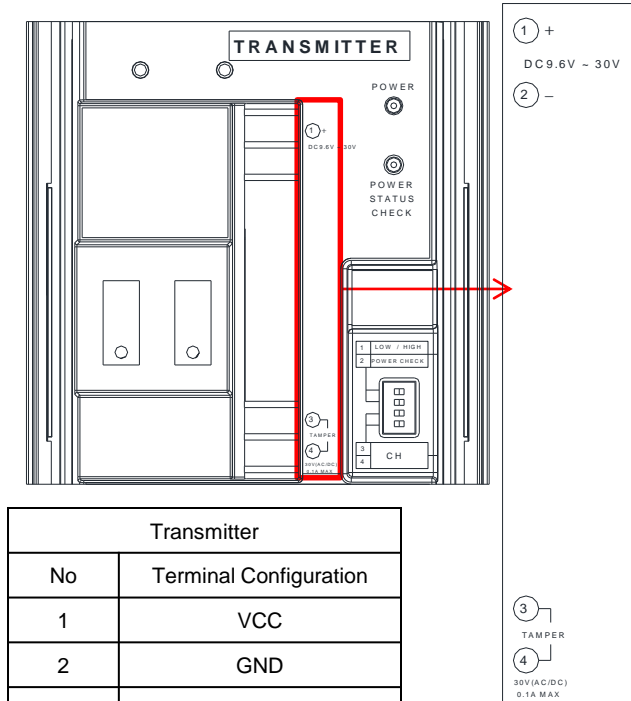 TRANSMITTER
POWER
POWER
STATUS
CHECK
1 +
DC9.6V ~ 30V
1 LOW / HIGH
2 POWER CHECK
3
TAMPER
4
30V(AC/DC)
0.1A MAX
3
4
CH
1 +
DC9.6V ~ 30V
2 –
3
TAMPER
4
30V(AC/DC)
0.1A MAX
Transmitter
No Terminal Configuration
1 VCC
2 GND